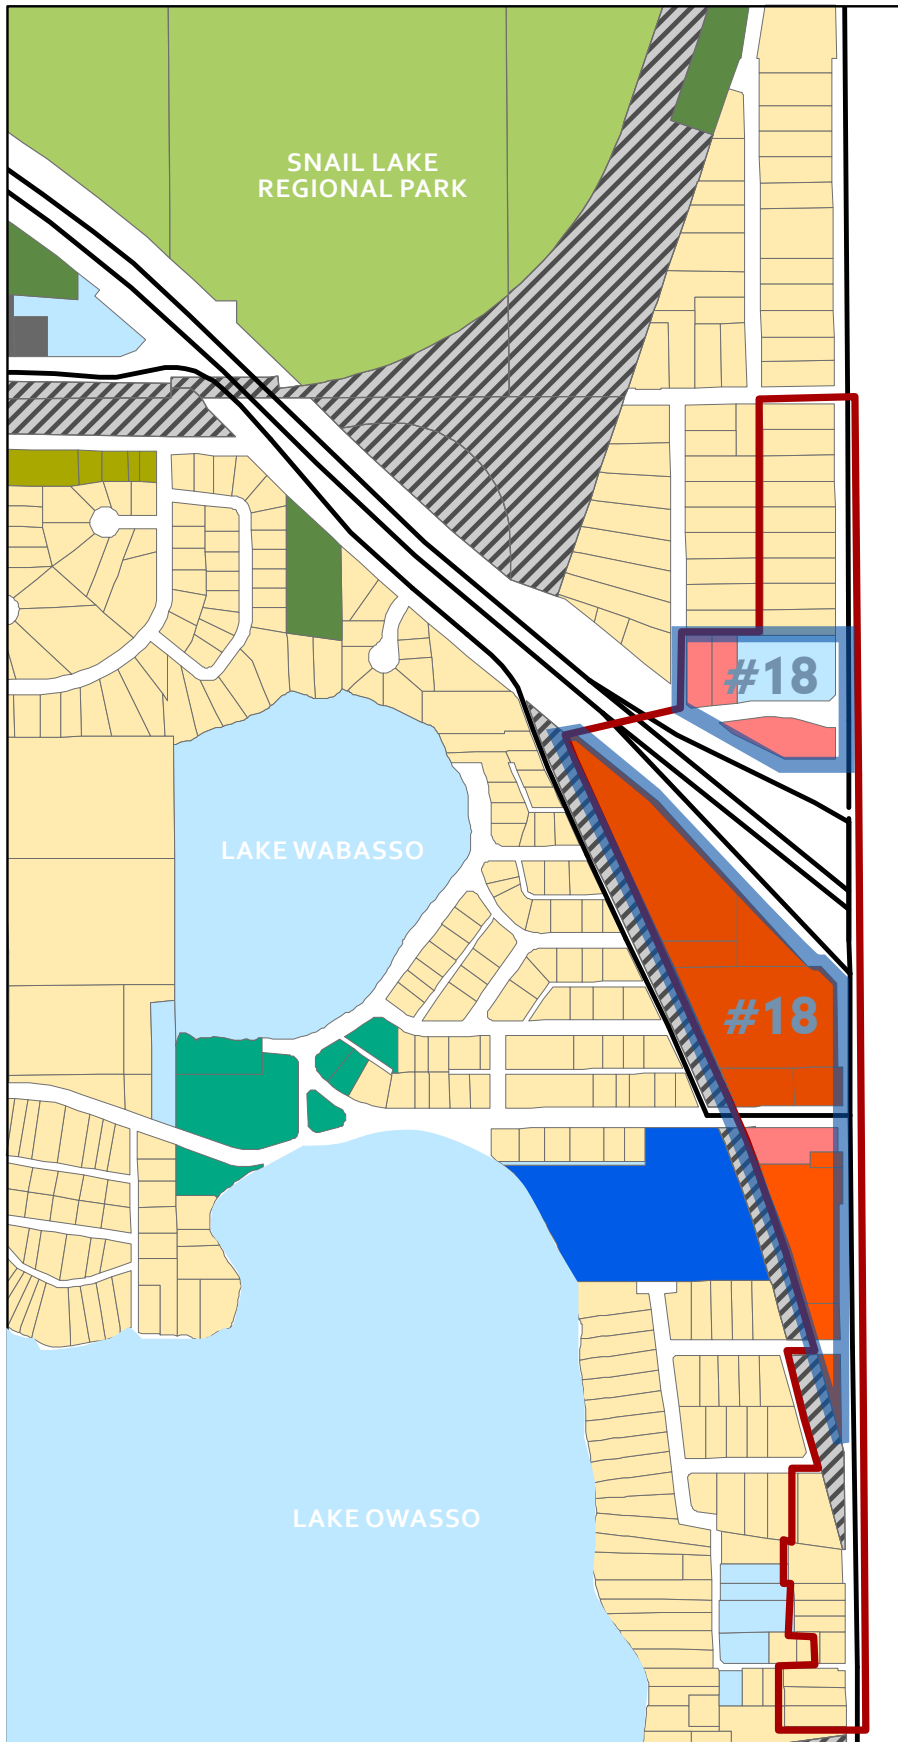 SNAIL LAKE
REGIONAL PARK
#18
LAKE WABASSO
#18
LAKE OWASSO